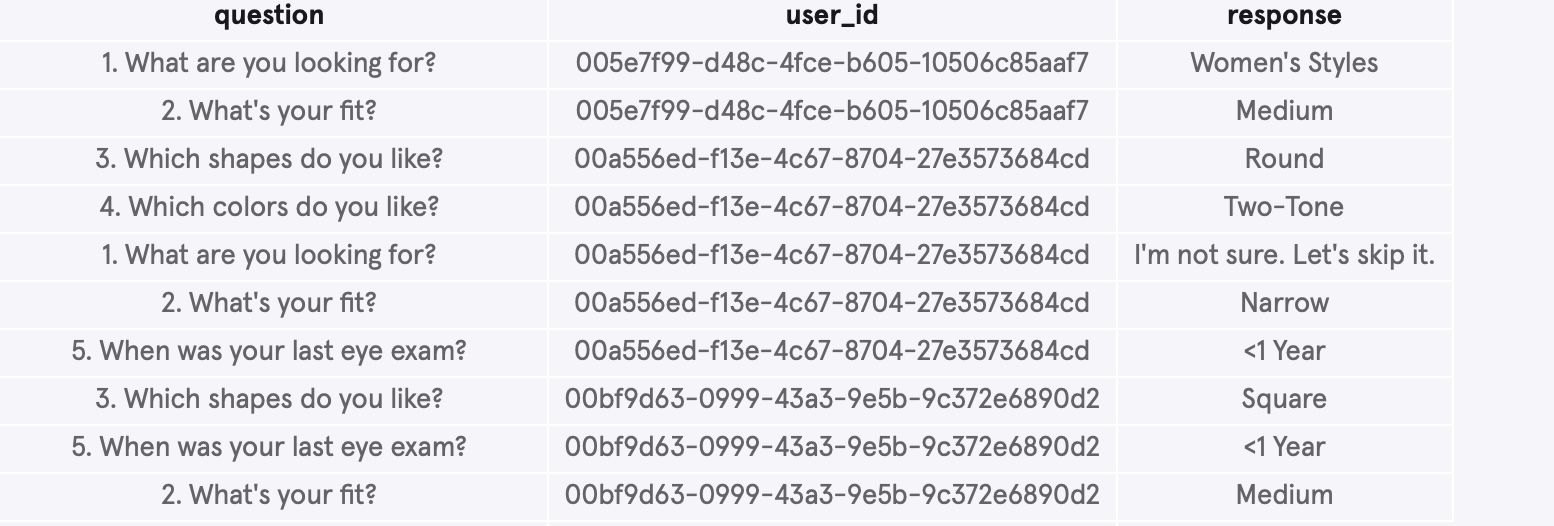 question user_id response
1. What are you looking for? 005e7f99-d48c-4fce-b605-10506c85aaf7 Women's Styles
2. What's your fit? 005e7f99-d48c-4fce-b605-10506c85aaf7 Medium
3. Which shapes do you like? 00a556ed-f13e-4c67-8704-27e3573684cd Round
4. Which colors do you like? 00a556ed-f13e-4c67-8704-27e3573684cd Two-Tone
1. What are you looking for? 00a556ed-f13e-4c67-8704-27e3573684cd I'm not sure. Let's skip it.
2. What's your fit? 00a556ed-f13e-4c67-8704-27e3573684cd Narrow
5. When was your last eye exam? 00a556ed-f13e-4c67-8704-27e3573684cd <1 Year
3. Which shapes do you like? 00bf9d63-0999-43a3-9e5b-9c372e6890d2 Square
5. When was your last eye exam? 00bf9d63-0999-43a3-9e5b-9c372e6890d2 <1 Year
2. What's your fit? 00bf9d63-0999-43a3-9e5b-9c372e6890d2 Medium